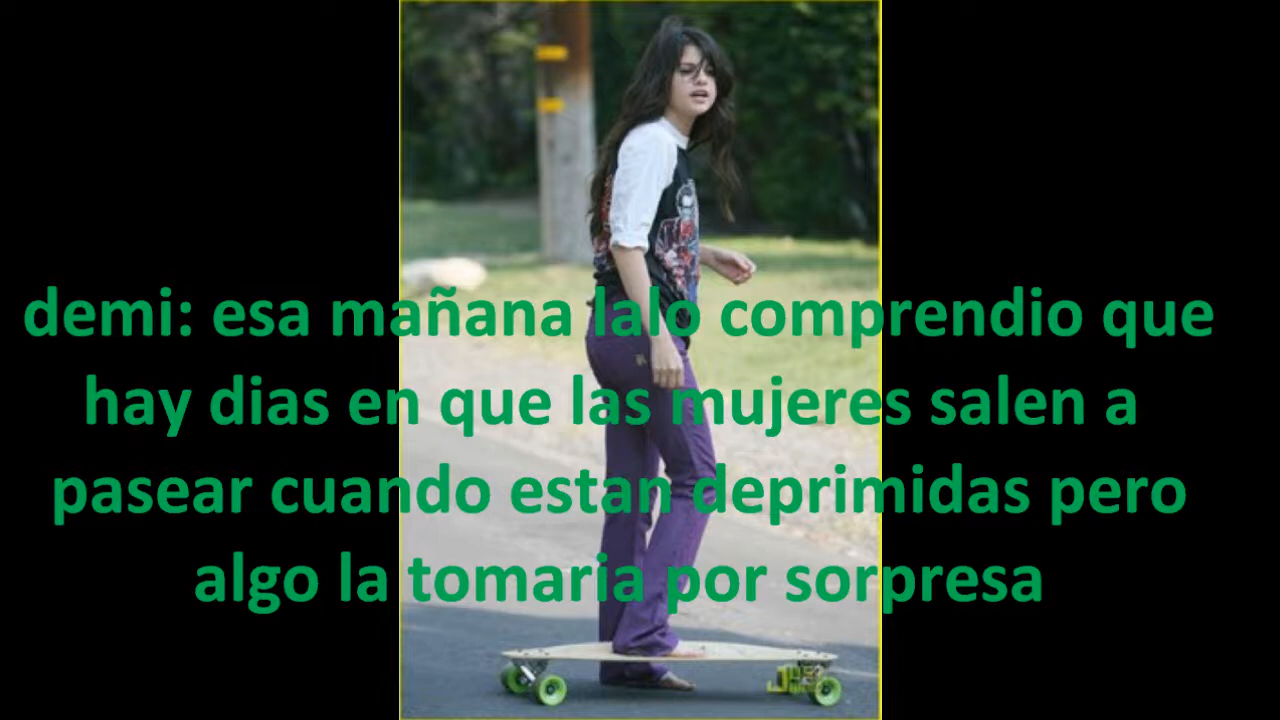 demi: esa mañana lalo comprendio que
hay dias en que las mujeres salen a
pasear cuando estan deprimidas pero
algo la tomaria por sorpresa